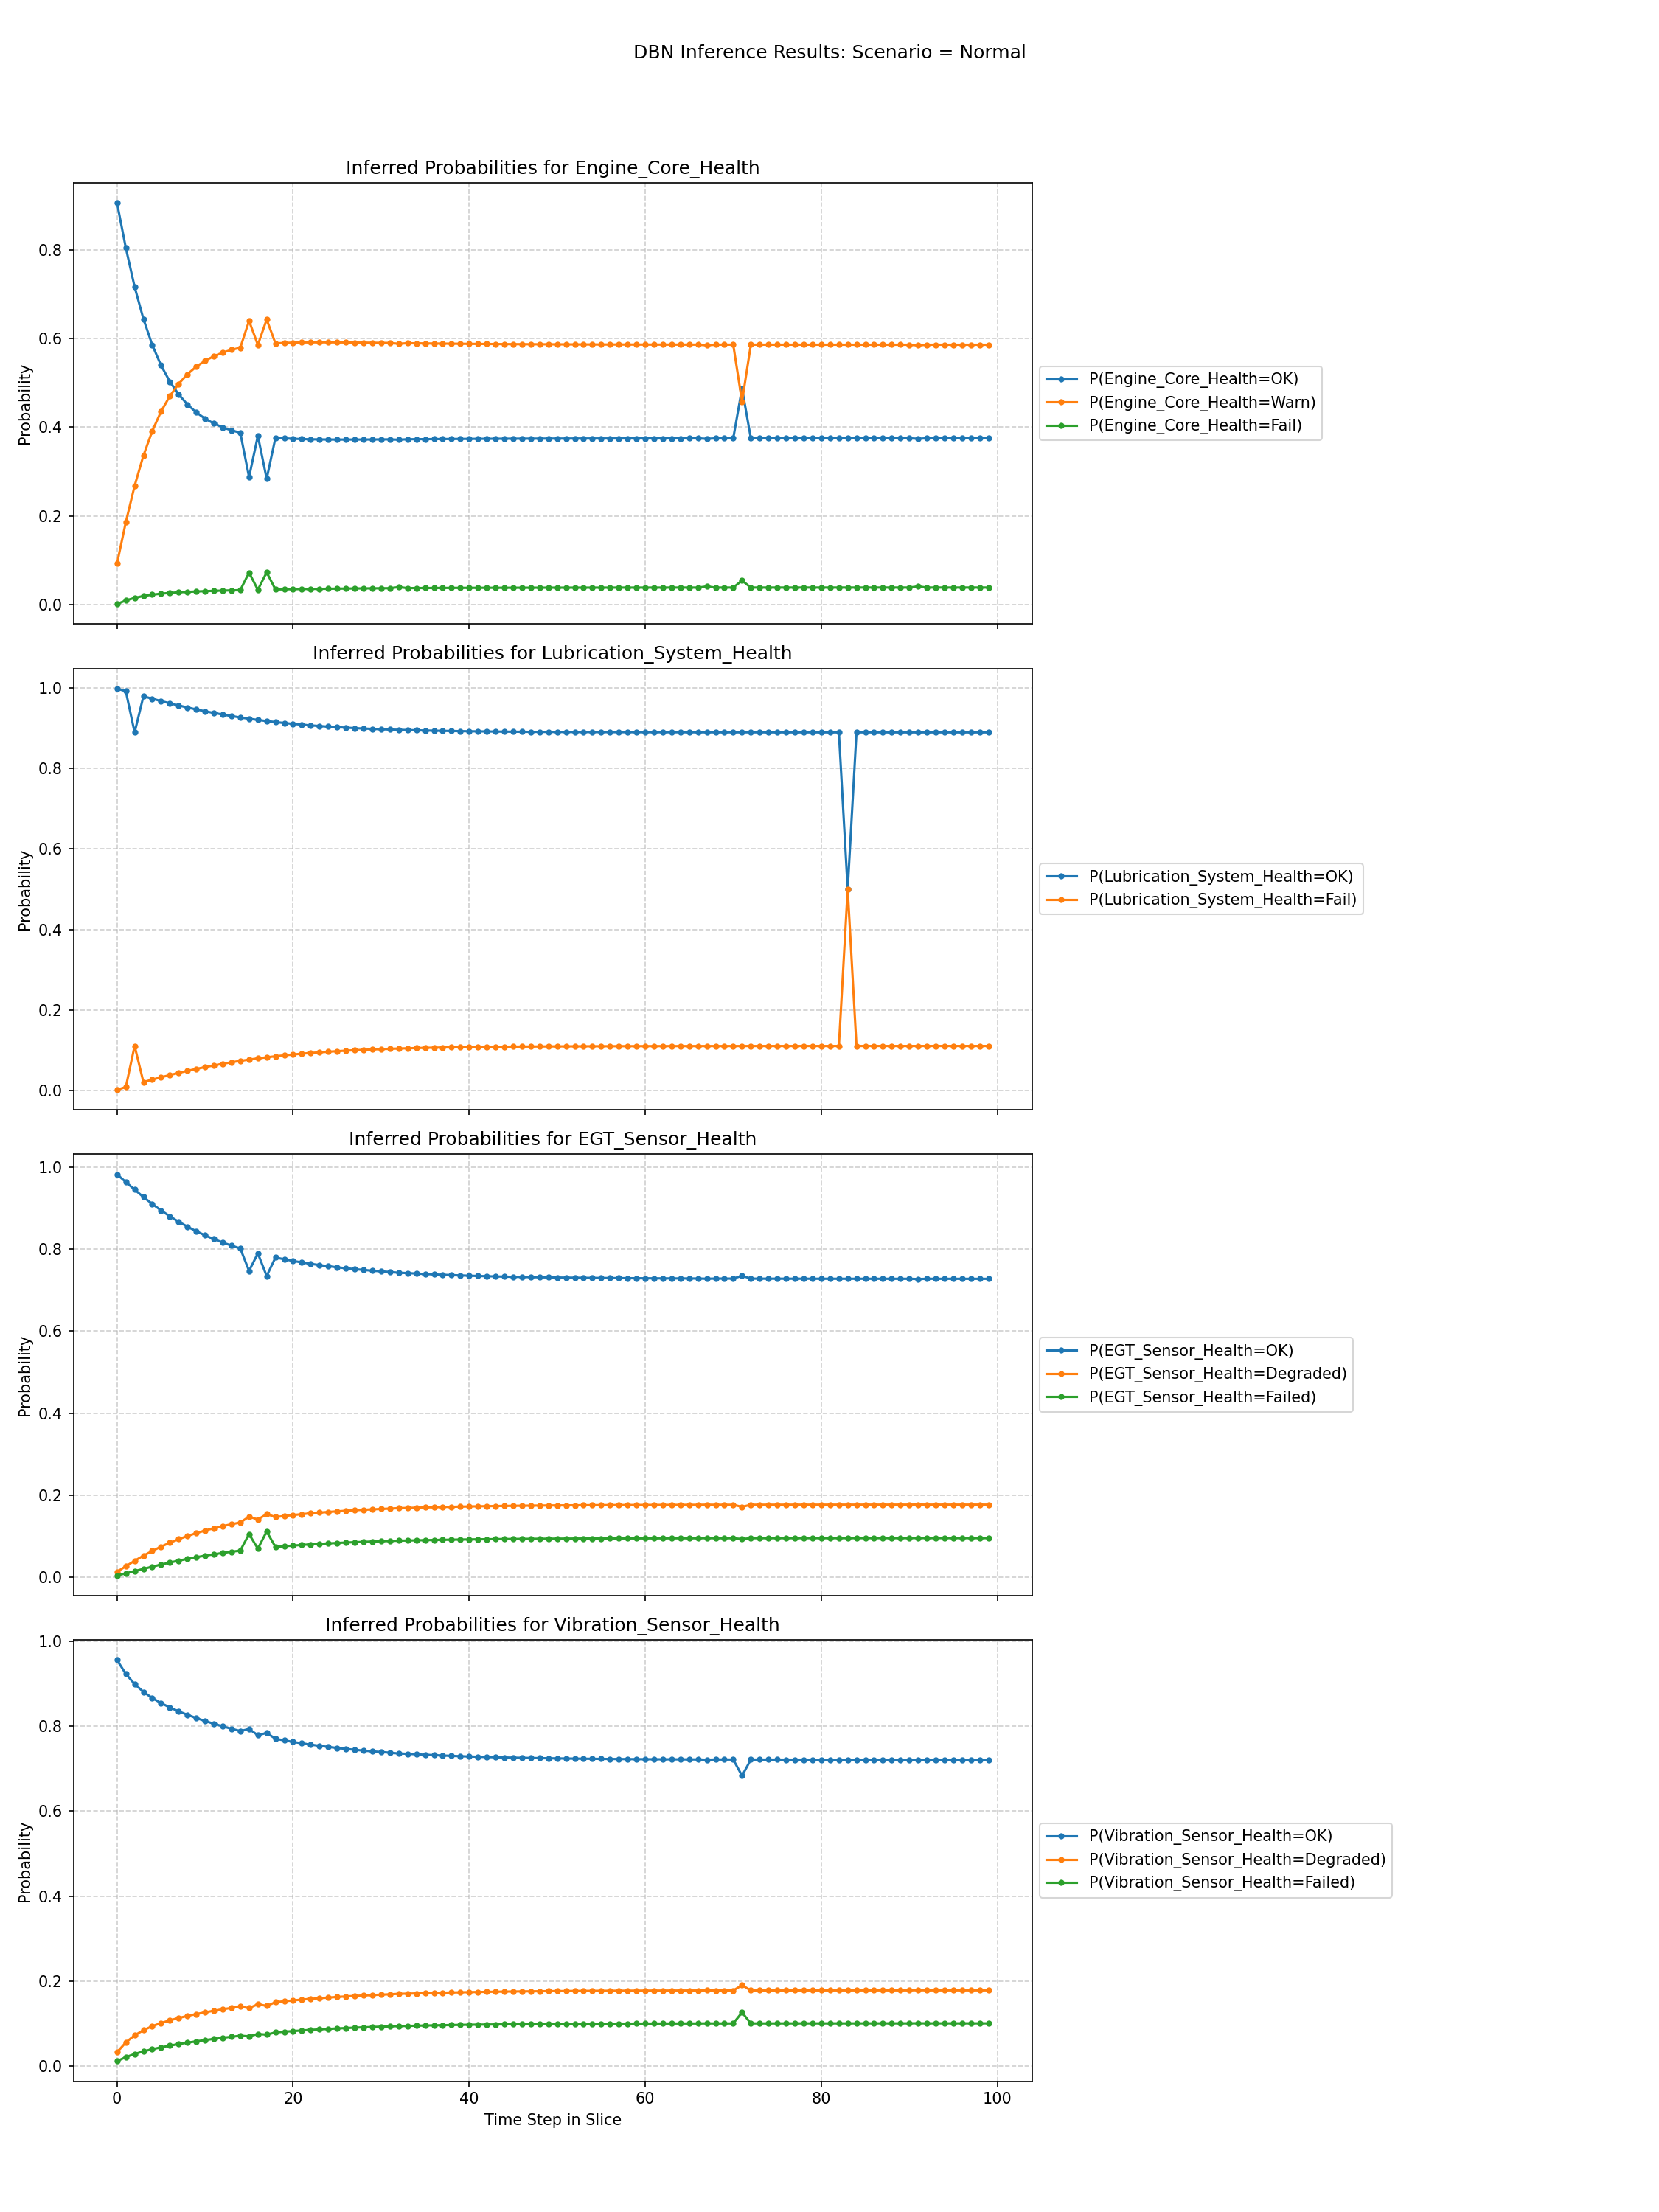 DBN Inference Results: Scenario = Normal
Inferred Probabilities for Engine_Core_Health
Probability
0.8
0.6
0.4
0.2
0.0
P(Engine_Core_Health=OK)
P(Engine_Core_Health=Warn)
P(Engine_Core_Health=Fail)
Inferred Probabilities for Lubrication_System_Health
Probability
1.0
0.8
0.6
0.4
0.2
0.0
P(Lubrication_System_Health=OK)
P(Lubrication_System_Health=Fail)
Inferred Probabilities for EGT_Sensor_Health
Probability
1.0
0.8
0.6
0.4
0.2
0.0
P(EGT_Sensor_Health=OK)
P(EGT_Sensor_Health=Degraded)
P(EGT_Sensor_Health=Failed)
Inferred Probabilities for Vibration_Sensor_Health
Probability
1.0
0.8
0.6
0.4
0.2
0.0
P(Vibration_Sensor_Health=OK)
P(Vibration_Sensor_Health=Degraded)
P(Vibration_Sensor_Health=Failed)
0 20 40 60 80 100
Time Step in Slice